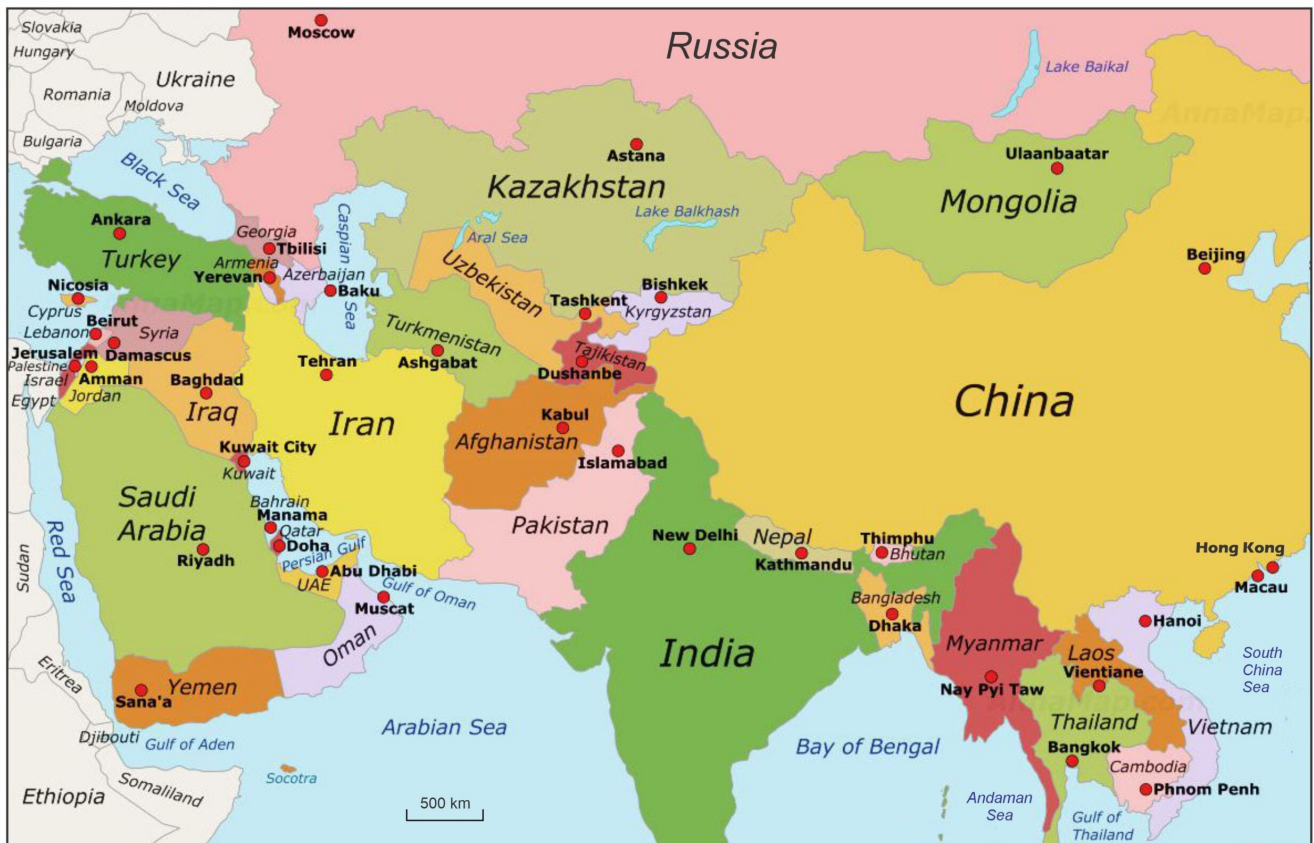 Slovakia
Moscow
Russia
Hungary
Ukraine
Lake Baikal
Romania
Moldova
AnnaMap.
Bulgaria
Astana
Ulaanbaatar
Black Sea
Kazakhstan
Mongolia
Caspian Sea
Lake Balkhash
Ankara
Georgia
Aral Sea
Turkey
Tbilisi
Armenia
Uzbekistan
Beijing
Yerevan
Azerbaijan
Bishkek
Nicosia
Baku
Tashkent
AnnaMap
Cyprus
Kyrgyzstan
Beirut
Lebanon
Syria
Turkmenistan
Jerusalem
Damascus
Tehran
Ashgabat
Tajikistan
Palestine
Dushanbe
Israel
Amman
Baghdad
Egypt
Jordan
China
Iraq
Iran
Kabul
Afghanistan
Kuwait City
Islamabad
Kuwait
Saudi
Arabia
Bahrain
Manama
Pakistan
Qatar
New Delhi
Nepal
Thimphu
Doha
Bhutan
Hong Kong
Riyadh
Persian Gulf
Kathmandu
Red Sea
Abu Dhabi
UAE
Macau
Sudan
Gulf of Oman
Bangladesh
Muscat
Dhaka
Hanoi
Oman
India
Myanmar
Laos
South
China
Sea
Eritrea
Vientiane
Yemen
Sana'a
Nay Pyi Taw
AnnaMap.com
Arabian Sea
Thailand
Vietnam
Djibouti
Gulf of Aden
Bay of Bengal
Bangkok
Cambodia
Socotra
Somaliland
Ethiopia
500 km
Andaman
Sea
Phnom Penh
Gulf of
Thailand